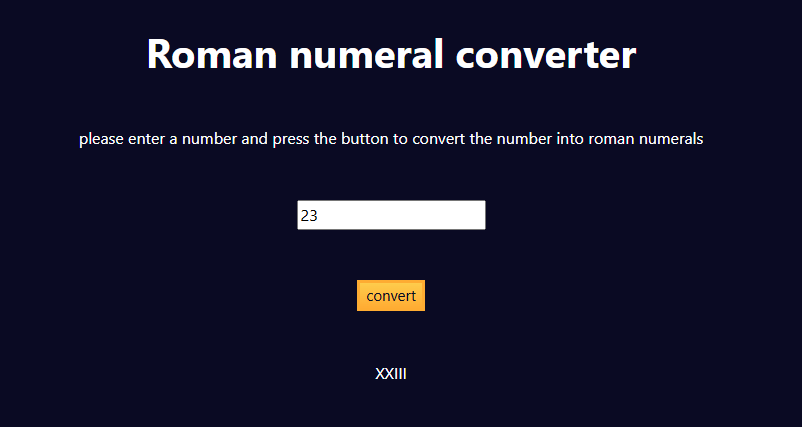 Roman numeral converter
please enter a number and press the button to convert the number into roman numerals
23
convert
XXIII